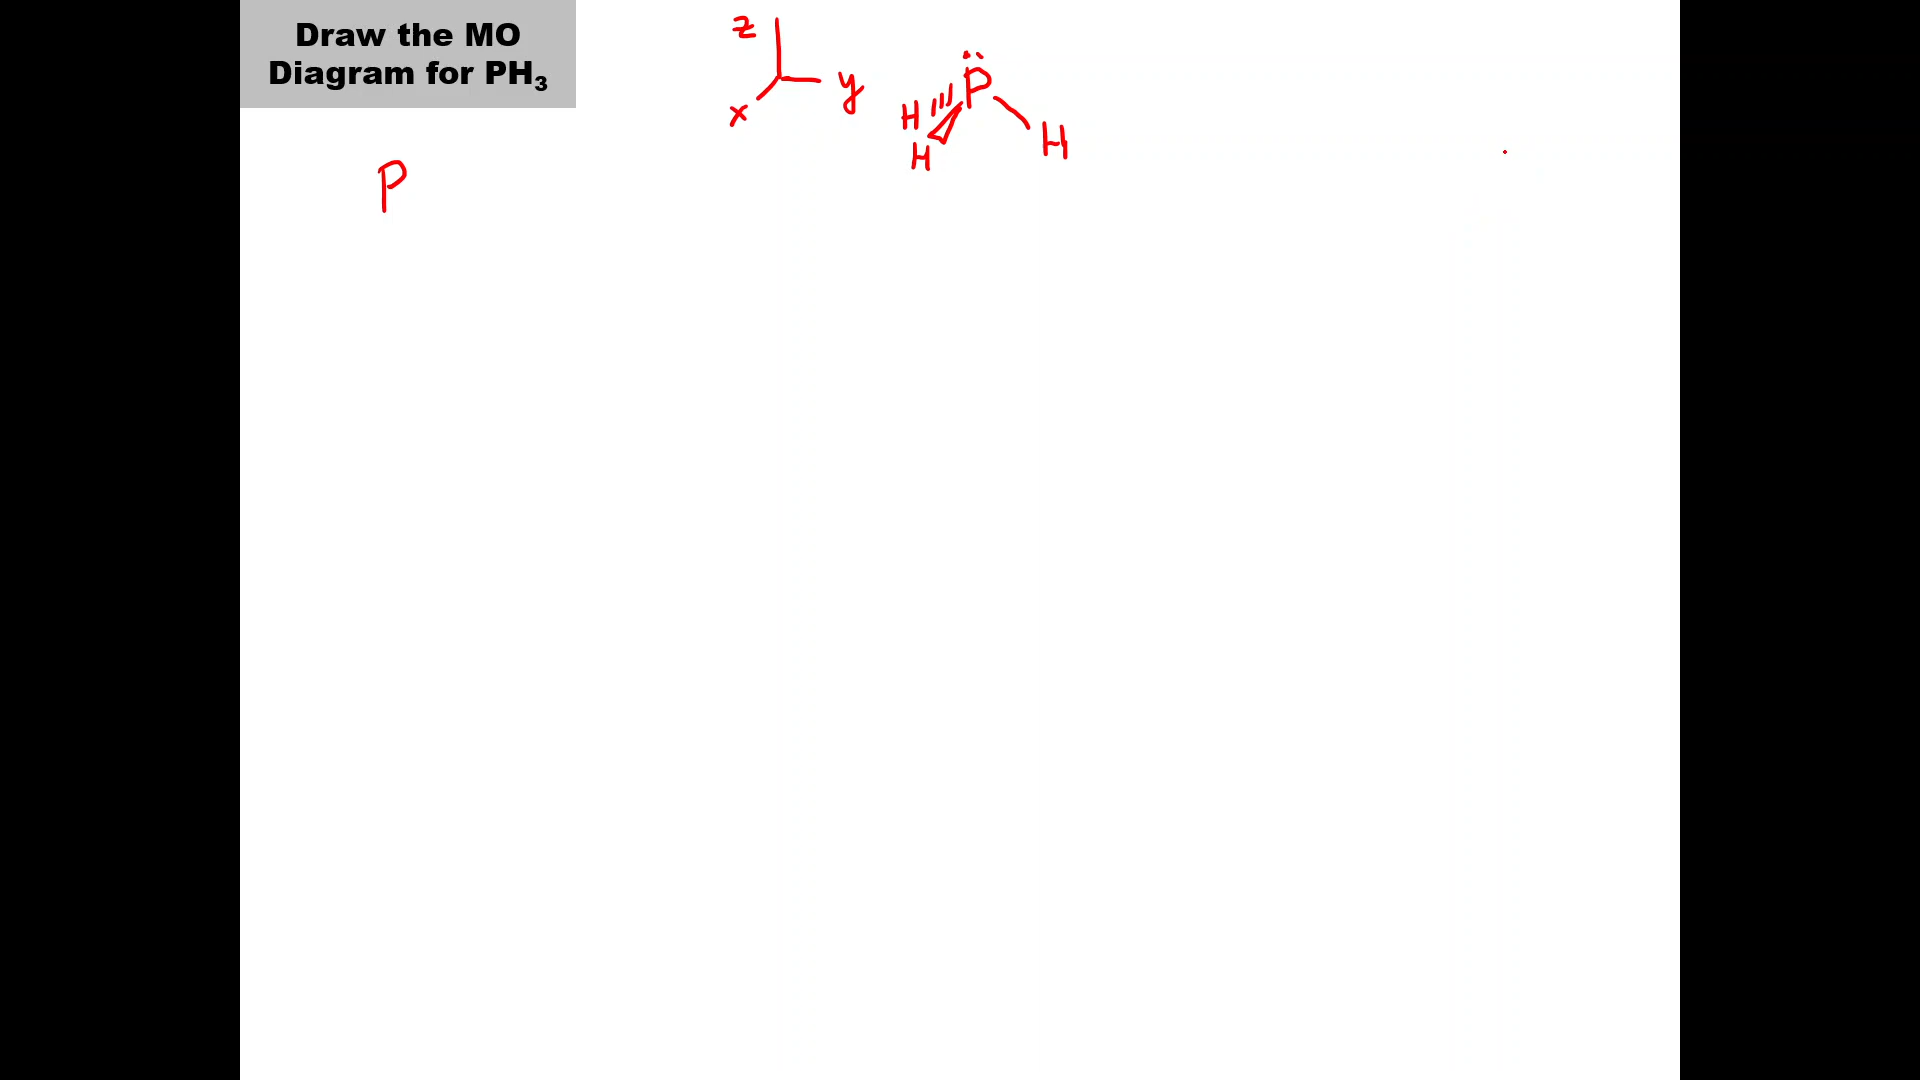 Draw the MO
Diagram for PH₃
z
y
x
P̈
H
H
H
P